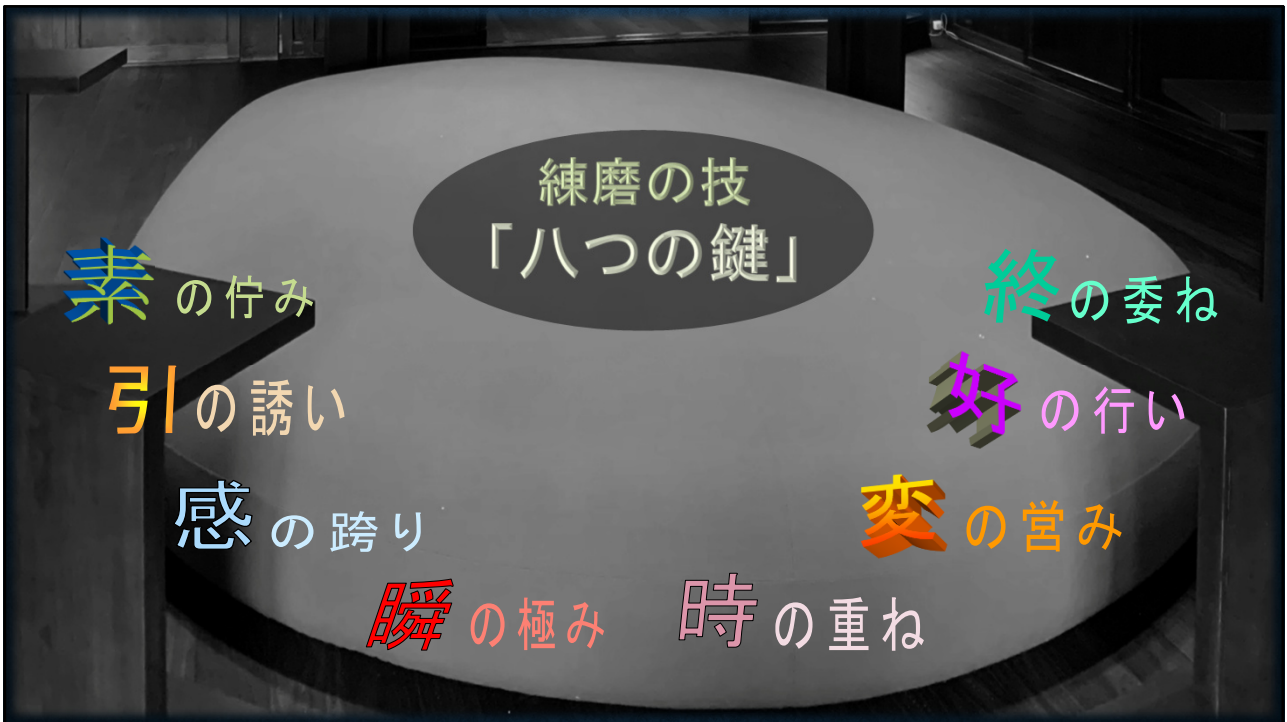 練磨の技
「八つの鍵」
素の佇み
引の誘い
感の跨り
瞬の極み
時の重ね
変の営み
好の行い
終の委ね